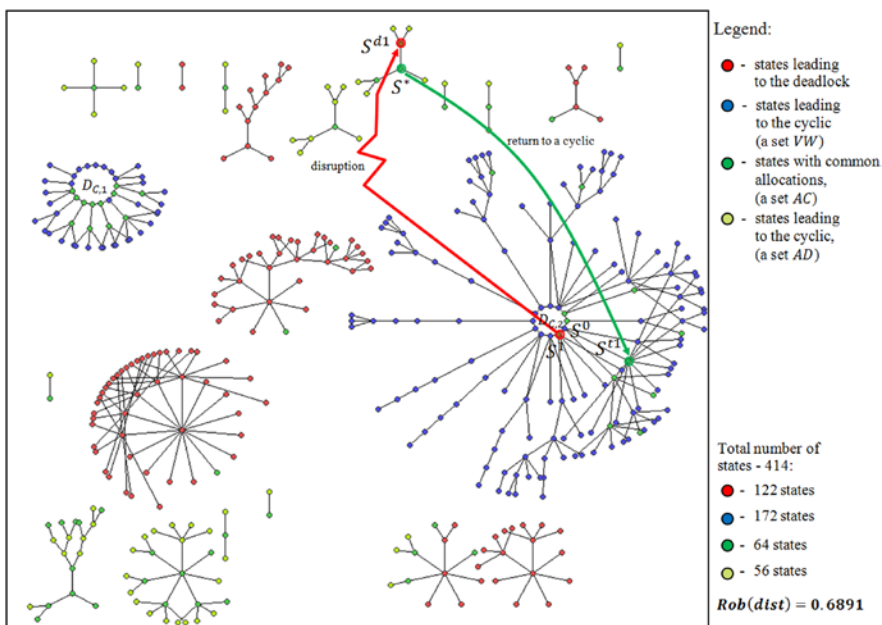 S^{d1}
S^*
disruption
return to a cyclic
D_{C,1}
D_{C,2}
S^0
S^1
S^{t1}
Legend:
- states leading
to the deadlock
- states leading
to the cyclic
(a set VW)
- states with common
allocations,
(a set AC)
- states leading
to the cyclic,
(a set AD)
Total number of
states - 414:
- 122 states
- 172 states
- 64 states
- 56 states
Rob(dist) = 0.6891